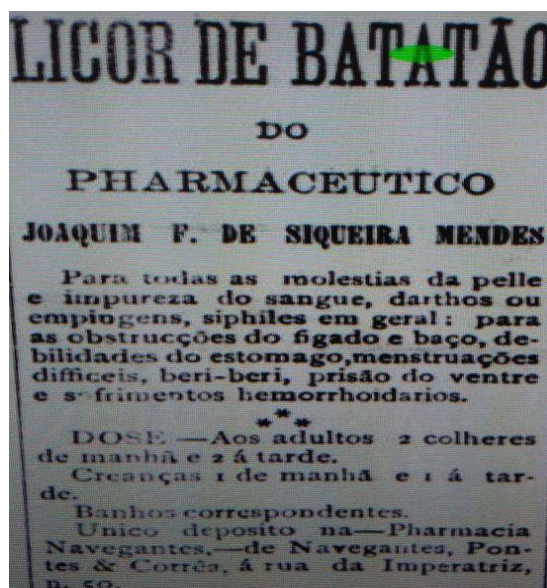 LICOR DE BATATÃO
DO
PHARMACEUTICO
JOAQUIM F. DE SIQUEIRA MENDES
Para todas as molestias da pelle
e impureza do sangue, darthos ou
empingens, siphiles em geral: para
as obstrucções do figado e baço, de-
bilidades do estomago,menstruações
difficeis, beri-beri, prisão do ventre
e sofrimentos hemorrhoidarios.
DOSE —Aos adultos 2 colheres
de manhã e 2 á tarde.
Creanças 1 de manhã e 1 á tar-
de.
Banhos correspondentes.
Unico deposito na—Pharmacia
Navegantes,—de Navegantes, Pon-
tes & Corrêa, á rua da Imperatriz,
n. 50.